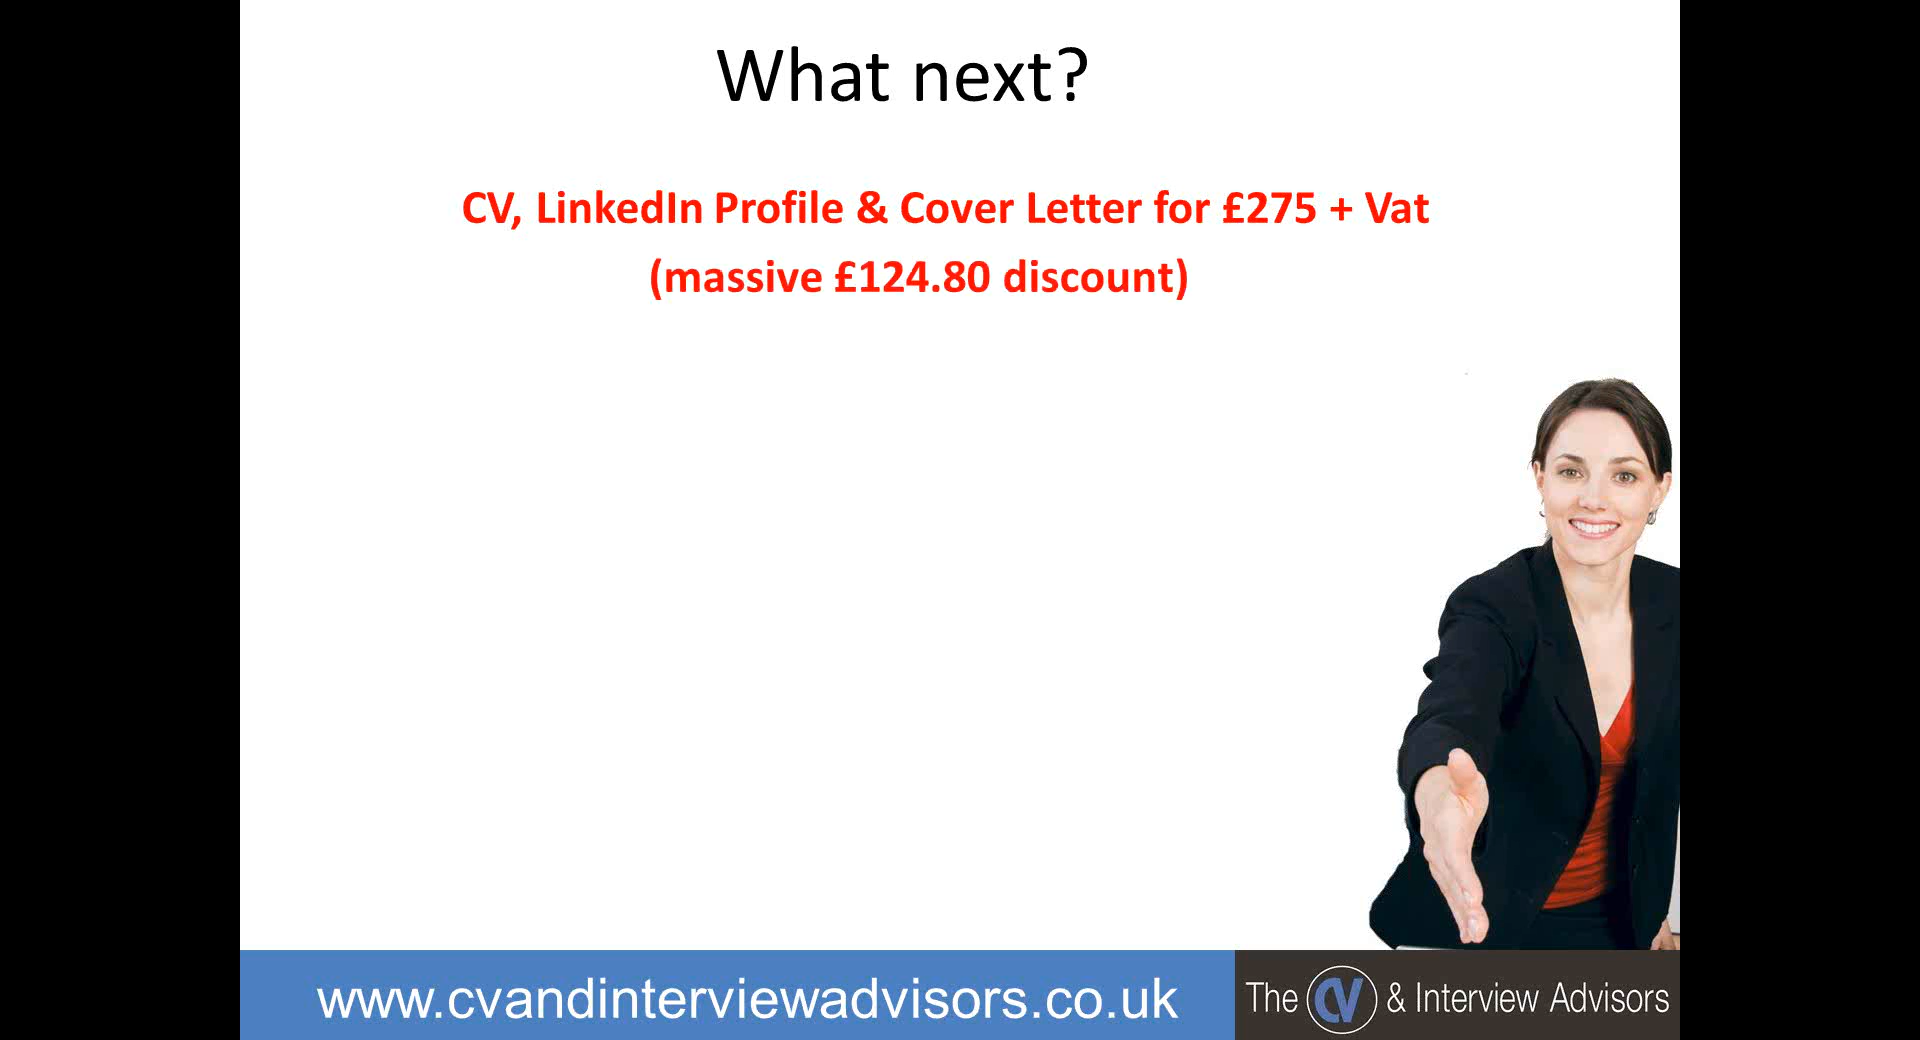 What next?
CV, LinkedIn Profile & Cover Letter for £275 + Vat
(massive £124.80 discount)
www.cvandinterviewadvisors.co.uk
The CV & Interview Advisors